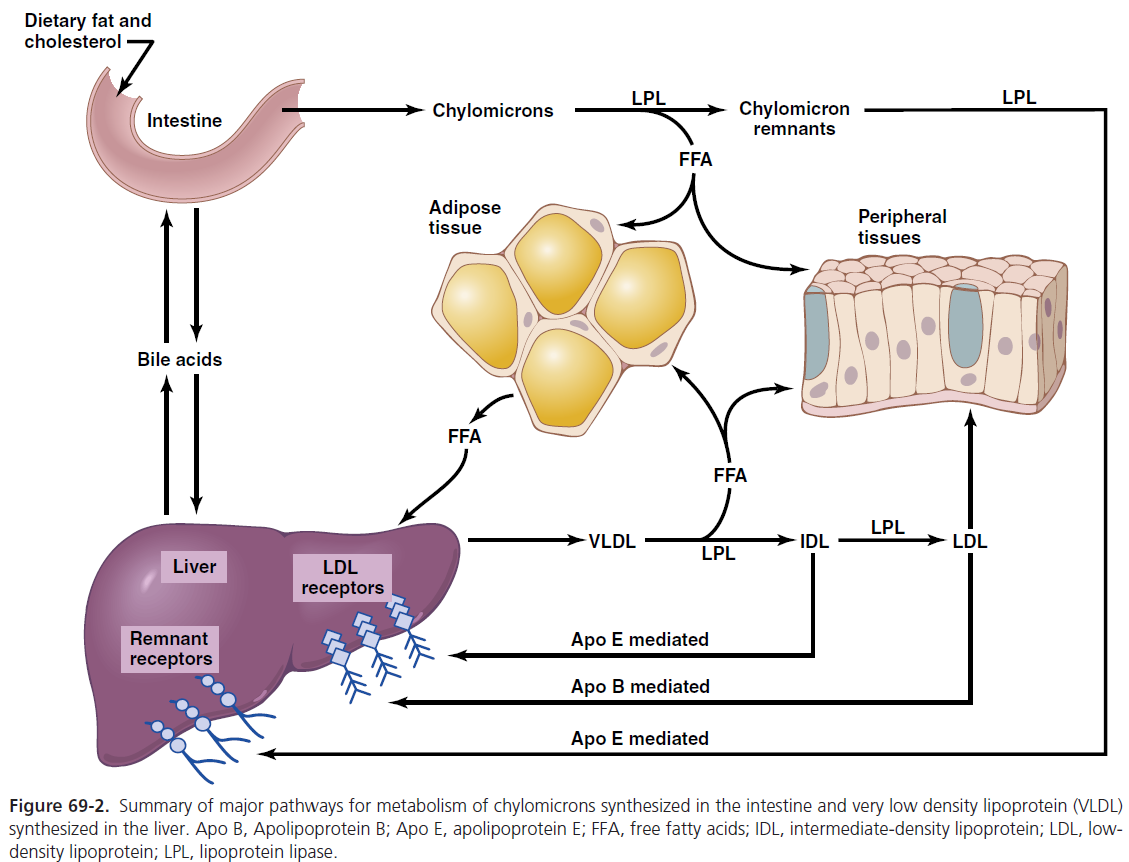 Dietary fat and
cholesterol
Intestine
Chylomicrons
LPL
Chylomicron
remnants
LPL
FFA
Adipose
tissue
Peripheral
tissues
Bile acids
FFA
FFA
Liver
LDL
receptors
VLDL
LPL
IDL
LPL
LDL
Remnant
receptors
Apo E mediated
Apo B mediated
Apo E mediated
Figure 69-2. Summary of major pathways for metabolism of chylomicrons synthesized in the intestine and very low density lipoprotein (VLDL)
synthesized in the liver. Apo B, Apolipoprotein B; Apo E, apolipoprotein E; FFA, free fatty acids; IDL, intermediate-density lipoprotein; LDL, low-
density lipoprotein; LPL, lipoprotein lipase.